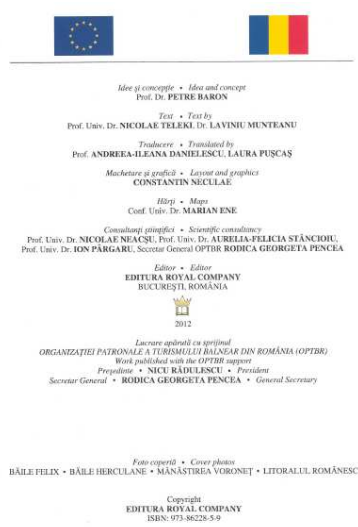 Idee și concepție • Idea and concept
Prof. Dr. PETRE BARON
Text • Text by
Prof. Univ. Dr. NICOLAE TELEKI, Dr. LAVINIU MUNTEANU
Traducere • Translated by
Prof. ANDREEA-ILEANA DANIELESCU, LAURA PUȘCAȘ
Machetare și grafică • Layout and graphics
CONSTANTIN NECULAE
Hărți • Maps
Conf. Univ. Dr. MARIAN ENE
Consultanți științifici • Scientific consultancy
Prof. Univ. Dr. NICOLAE NEACȘU, Prof. Univ. Dr. AURELIA-FELICIA STĂNCIOIU,
Prof. Univ. Dr. ION PÂRGARU, Secretar General OPTBR RODICA GEORGETA PENCEA
Editor • Editor
EDITURA ROYAL COMPANY
BUCUREȘTI, ROMÂNIA
2012
Lucrare apărută cu sprijinul
ORGANIZAȚIEI PATRONALE A TURISMULUI BALNEAR DIN ROMÂNIA (OPTBR)
Work published with the OPTBR support
Președinte • NICU RĂDULESCU • President
Secretar General • RODICA GEORGETA PENCEA • General Secretary
Foto copertă • Cover photos
BĂILE FELIX • BĂILE HERCULANE • MĂNĂSTIREA VORONEȚ • LITORALUL ROMÂNESC
Copyright
EDITURA ROYAL COMPANY
ISBN: 973-86228-5-9